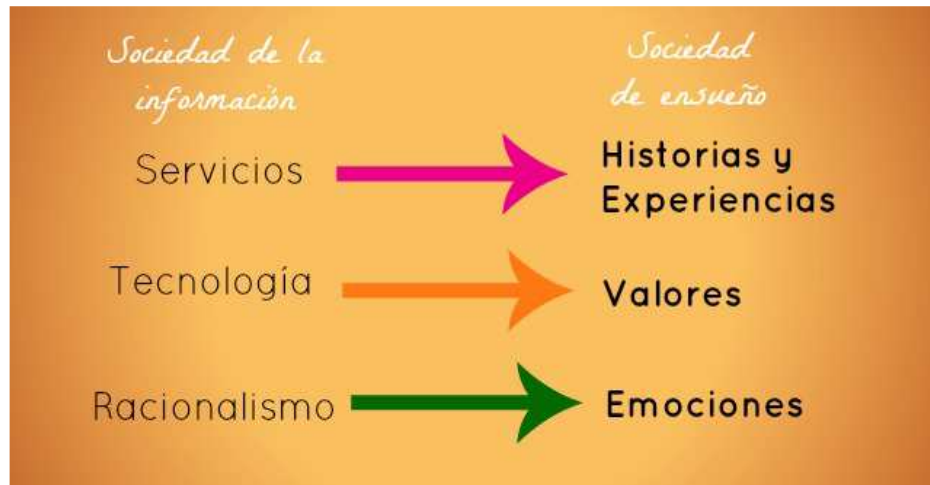 Sociedad de la
información
Sociedad
de ensueño
Servicios
Historias y
Experiencias
Tecnología
Valores
Racionalismo
Emociones